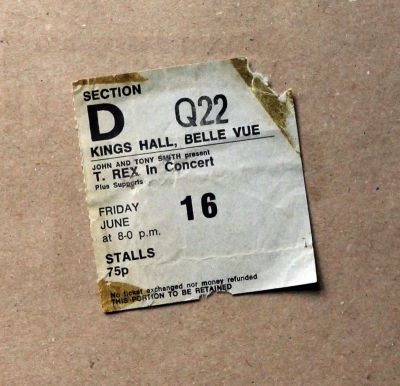 SECTION
D Q22
KINGS HALL, BELLE VUE
JOHN AND TONY SMITH present
T. REX In Concert
Plus Supports
FRIDAY 16
JUNE
at 8-0 p.m.
STALLS
75p
No ticket exchanged nor money refunded
THIS PORTION TO BE RETAINED